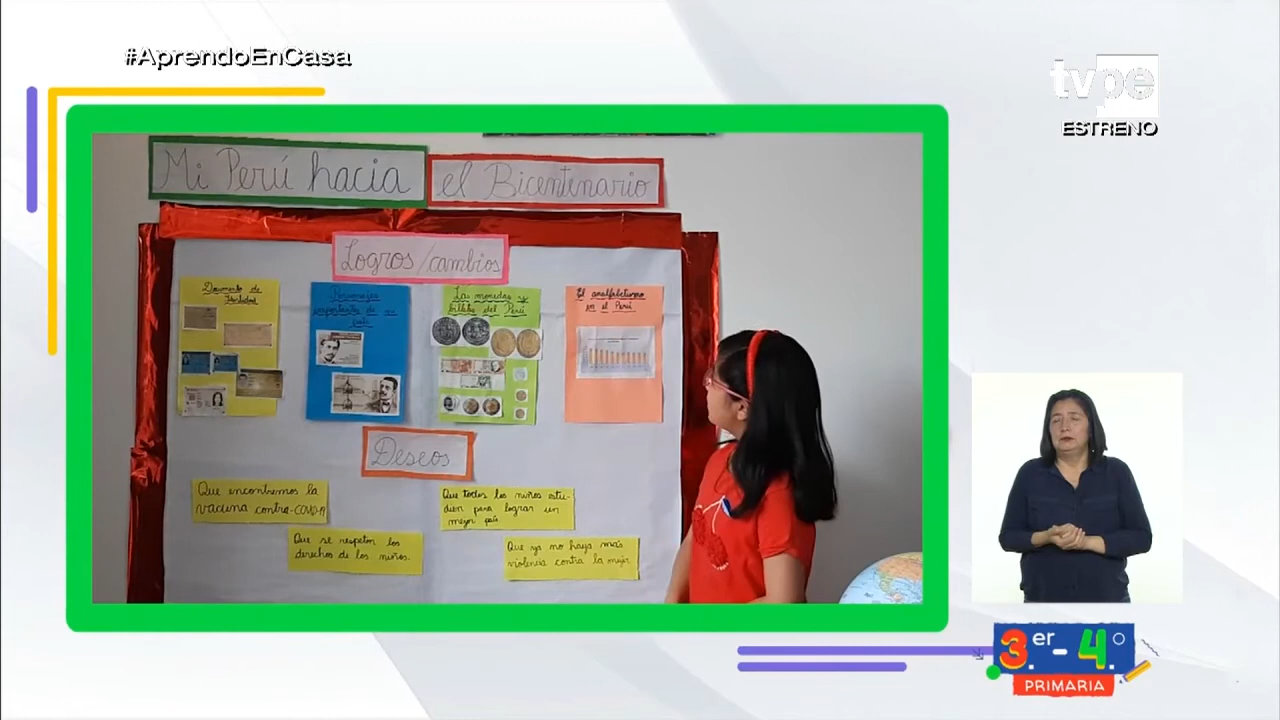 #AprendoEnCasa
tvpe
ESTRENO
Mi Perú hacia
el Bicentenario
Logros/cambios
Documento de
Identidad
Personajes
importantes de mi
país
Las monedas y
billetes del Perú
El analfabetismo
en el Perú
Deseos
Que encontremos la
vacuna contra-COVID-19
Que todos los niños estu-
dien para lograr un
mejor país.
Que se respeten los
derechos de los niños.
Que ya no haya más
violencia contra la mujer
3.er - 4.°
PRIMARIA